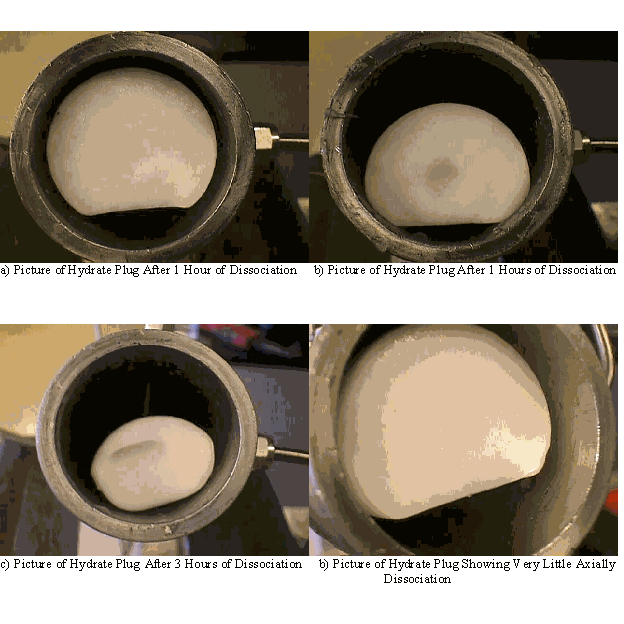 a) Picture of Hydrate Plug After 1 Hour of Dissociation
b) Picture of Hydrate Plug After 1 Hours of Dissociation
c) Picture of Hydrate Plug After 3 Hours of Dissociation
b) Picture of Hydrate Plug Showing Very Little Axially
Dissociation